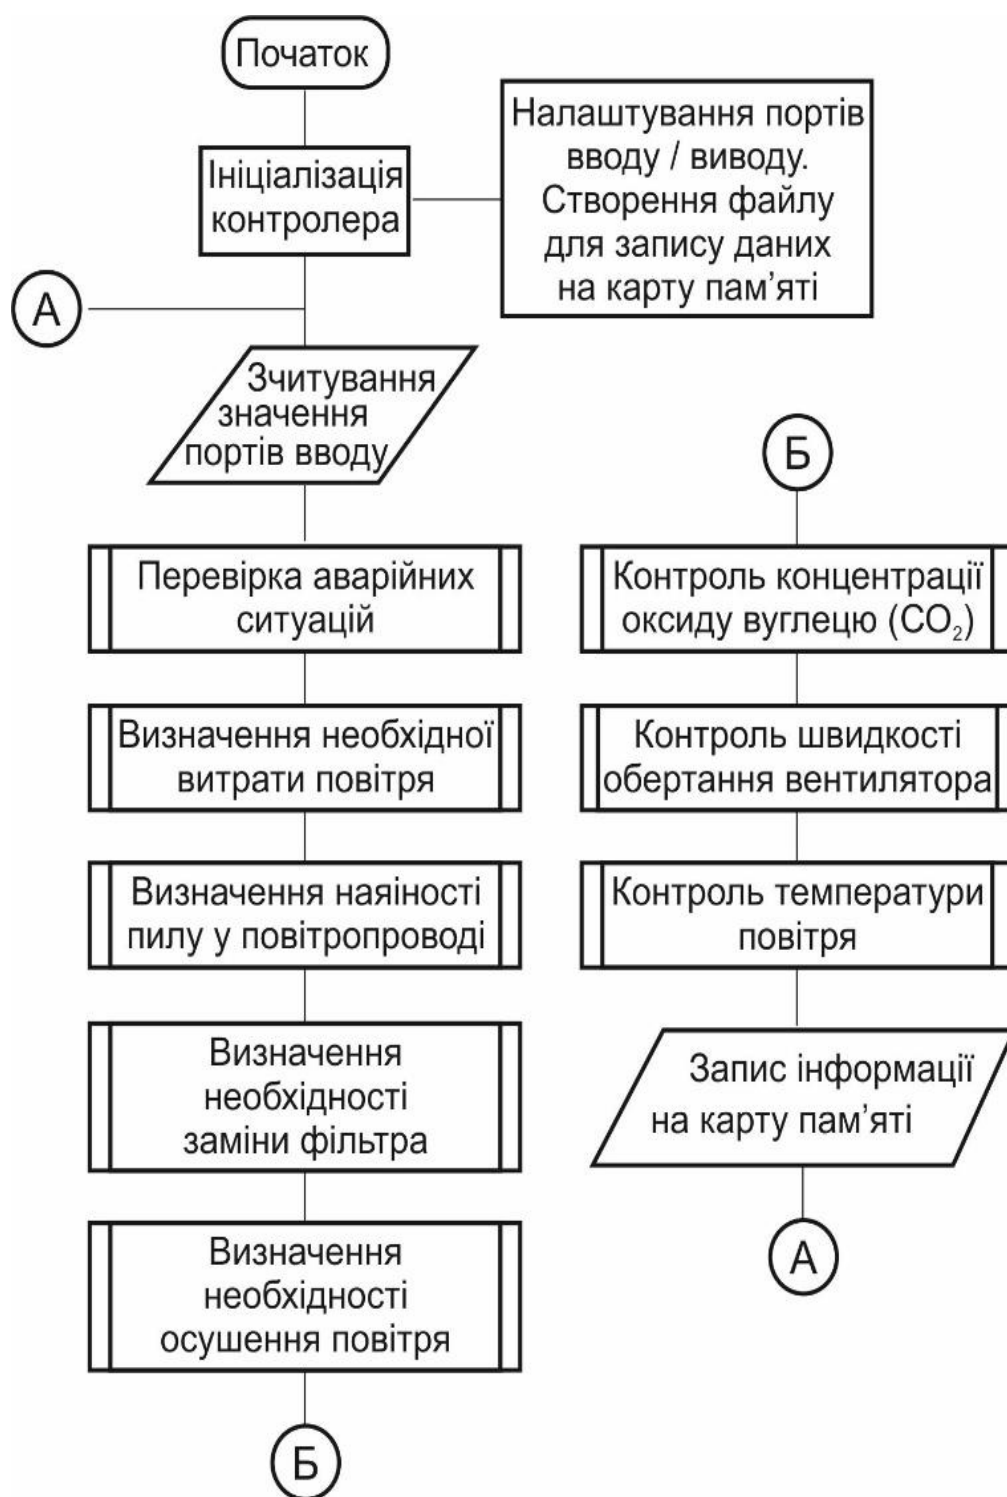 Початок
Ініціалізація
контролера
Налаштування портів
вводу / виводу.
Створення файлу
для запису даних
на карту пам’яті
А
Зчитування
значення
портів вводу
Перевірка аварійних
ситуацій
Визначення необхідної
витрати повітря
Визначення наяіності
пилу у повітропроводі
Визначення
необхідності
заміни фільтра
Визначення
необхідності
осушення повітря
Б
Б
Контроль концентрації
оксиду вуглецю (CO₂)
Контроль швидкості
обертання вентилятора
Контроль температури
повітря
Запис інформації
на карту пам’яті
А